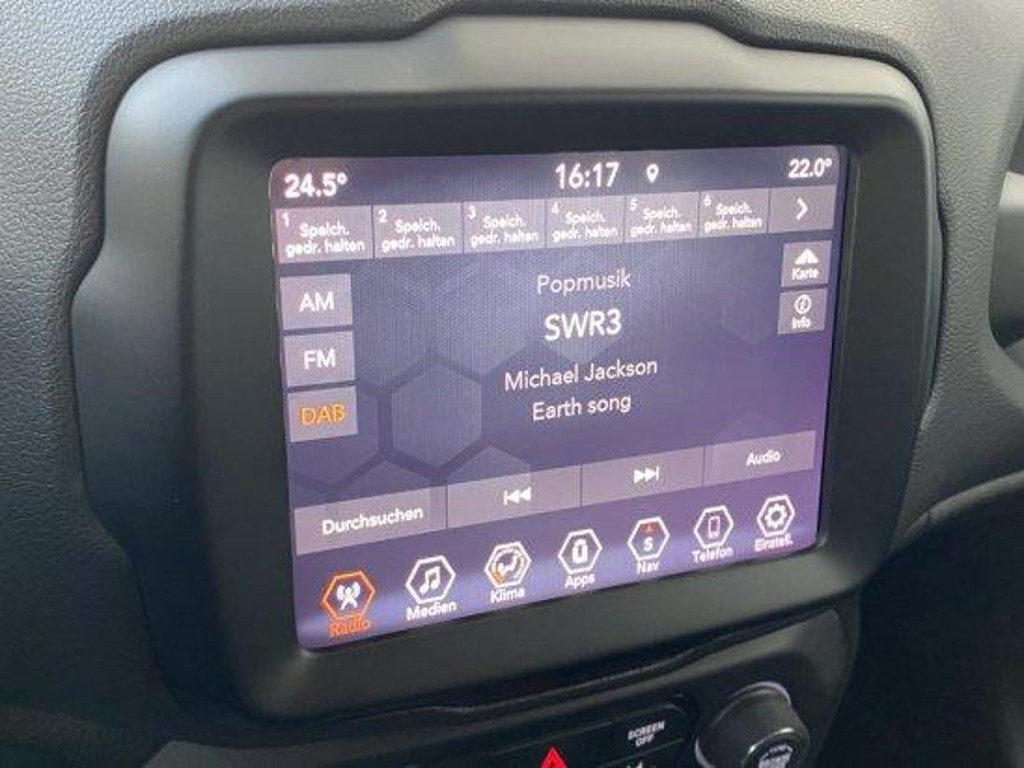 24.5° 16:17 22.0°
1 Speich. gedr. halten
2 Speich. gedr. halten
3 Speich. gedr. halten
4 Speich. gedr. halten
5 Speich. gedr. halten
6 Speich. gedr. halten
Karte
Info
AM
FM
DAB
Popmusik
SWR3
Michael Jackson
Earth song
Durchsuchen
Audio
Radio
Medien
Klima
Apps
S
Nav
Telefon
Einstell.
SCREEN
OFF